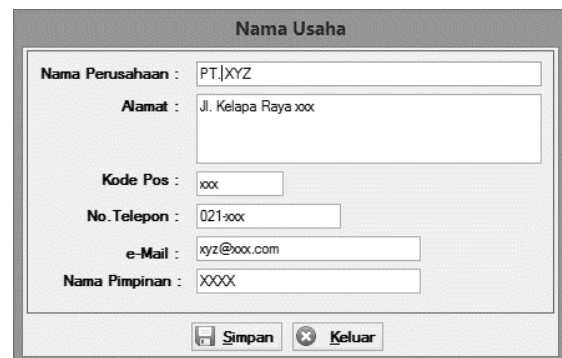 Nama Usaha
Nama Perusahaan : PT. XYZ
Alamat : Jl. Kelapa Raya xxx
Kode Pos : xxx
No.Telepon : 021-xxx
e-Mail : xyz@xxx.com
Nama Pimpinan : XXXX
Simpan Keluar